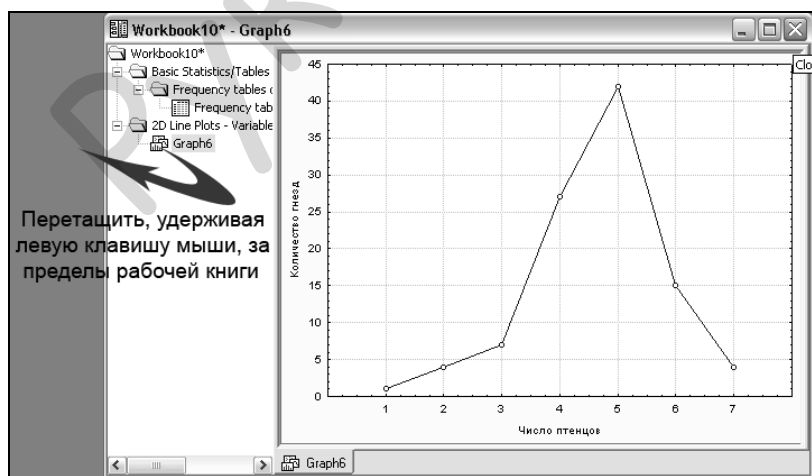 Workbook10* - Graph6
Clo
Workbook10*
Basic Statistics/Tables
Frequency tables
Frequency tab
2D Line Plots - Variable
Graph6
Перетащить, удерживая
левую клавишу мыши, за
пределы рабочей книги
Количество гнезд
45
40
35
30
25
20
15
10
5
0
1 2 3 4 5 6 7
Число птенцов
Graph6